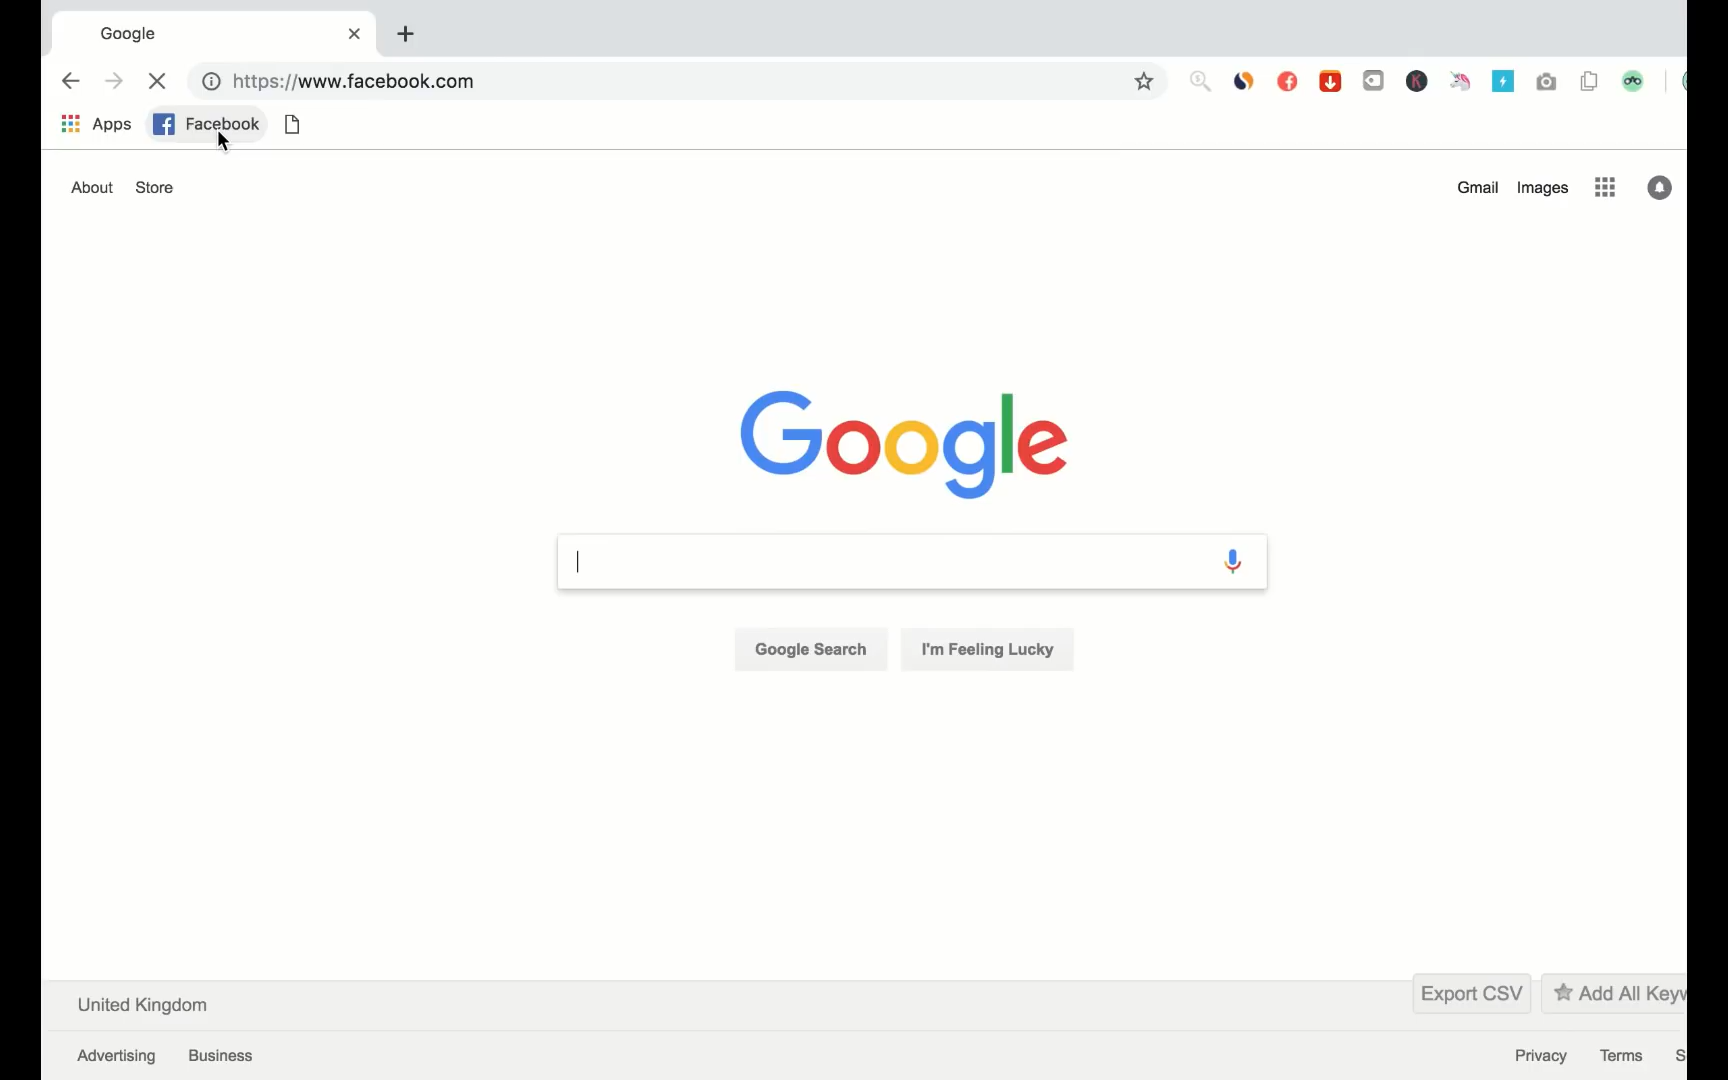 Google
https://www.facebook.com
Apps Facebook
About Store Gmail Images
Google
Google Search I'm Feeling Lucky
United Kingdom
Export CSV Add All
Advertising Business Privacy Terms